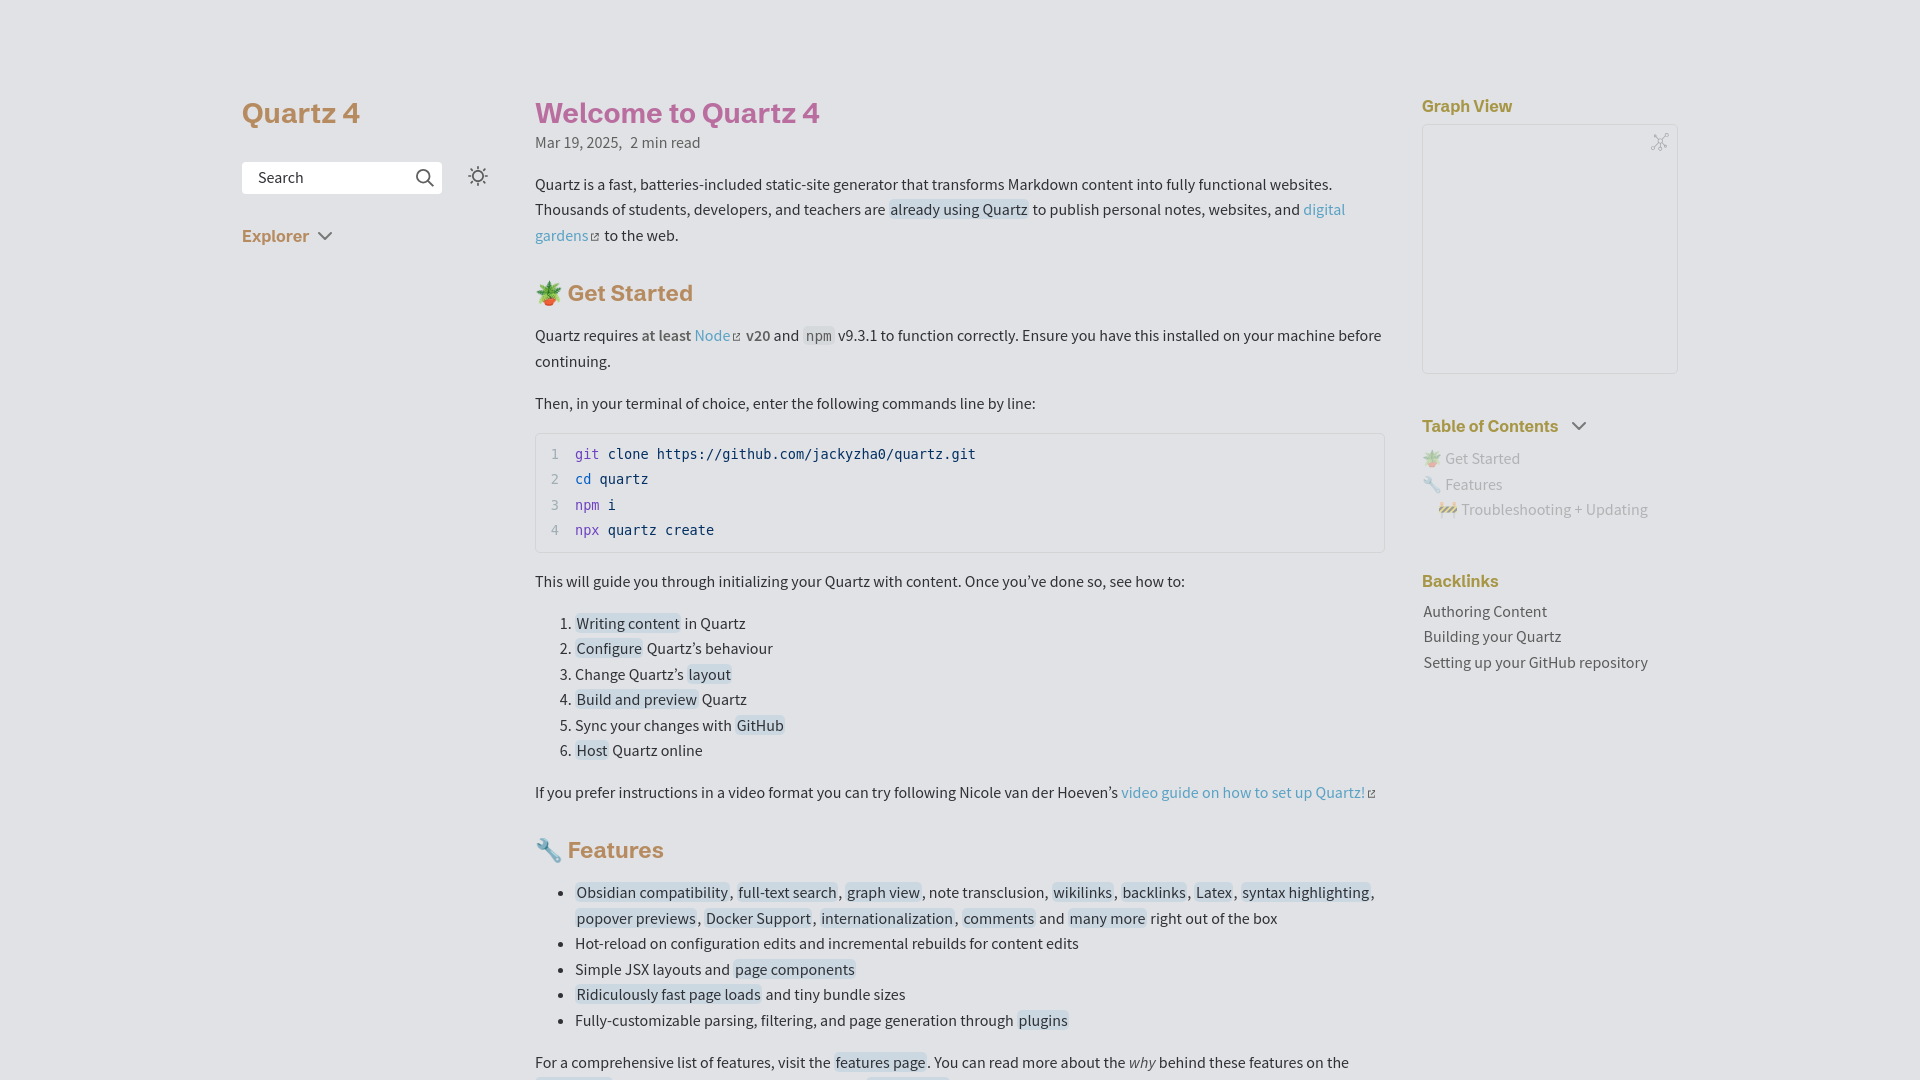 Quartz 4
Search
Explorer
Welcome to Quartz 4
Mar 19, 2025, 2 min read
Quartz is a fast, batteries-included static-site generator that transforms Markdown content into fully functional websites.
Thousands of students, developers, and teachers are already using Quartz to publish personal notes, websites, and digital
gardens to the web.
🪴 Get Started
Quartz requires at least Node v20 and npm v9.3.1 to function correctly. Ensure you have this installed on your machine before
continuing.
Then, in your terminal of choice, enter the following commands line by line:
1 git clone https://github.com/jackyzha0/quartz.git
2 cd quartz
3 npm i
4 npx quartz create
This will guide you through initializing your Quartz with content. Once you’ve done so, see how to:
1. Writing content in Quartz
2. Configure Quartz’s behaviour
3. Change Quartz’s layout
4. Build and preview Quartz
5. Sync your changes with GitHub
6. Host Quartz online
If you prefer instructions in a video format you can try following Nicole van der Hoeven’s video guide on how to set up Quartz!
🔧 Features
• Obsidian compatibility, full-text search, graph view, note transclusion, wikilinks, backlinks, Latex, syntax highlighting,
popover previews, Docker Support, internationalization, comments and many more right out of the box
• Hot-reload on configuration edits and incremental rebuilds for content edits
• Simple JSX layouts and page components
• Ridiculously fast page loads and tiny bundle sizes
• Fully-customizable parsing, filtering, and page generation through plugins
For a comprehensive list of features, visit the features page. You can read more about the why behind these features on the
Graph View
Table of Contents
🪴 Get Started
🔧 Features
🚧 Troubleshooting + Updating
Backlinks
Authoring Content
Building your Quartz
Setting up your GitHub repository